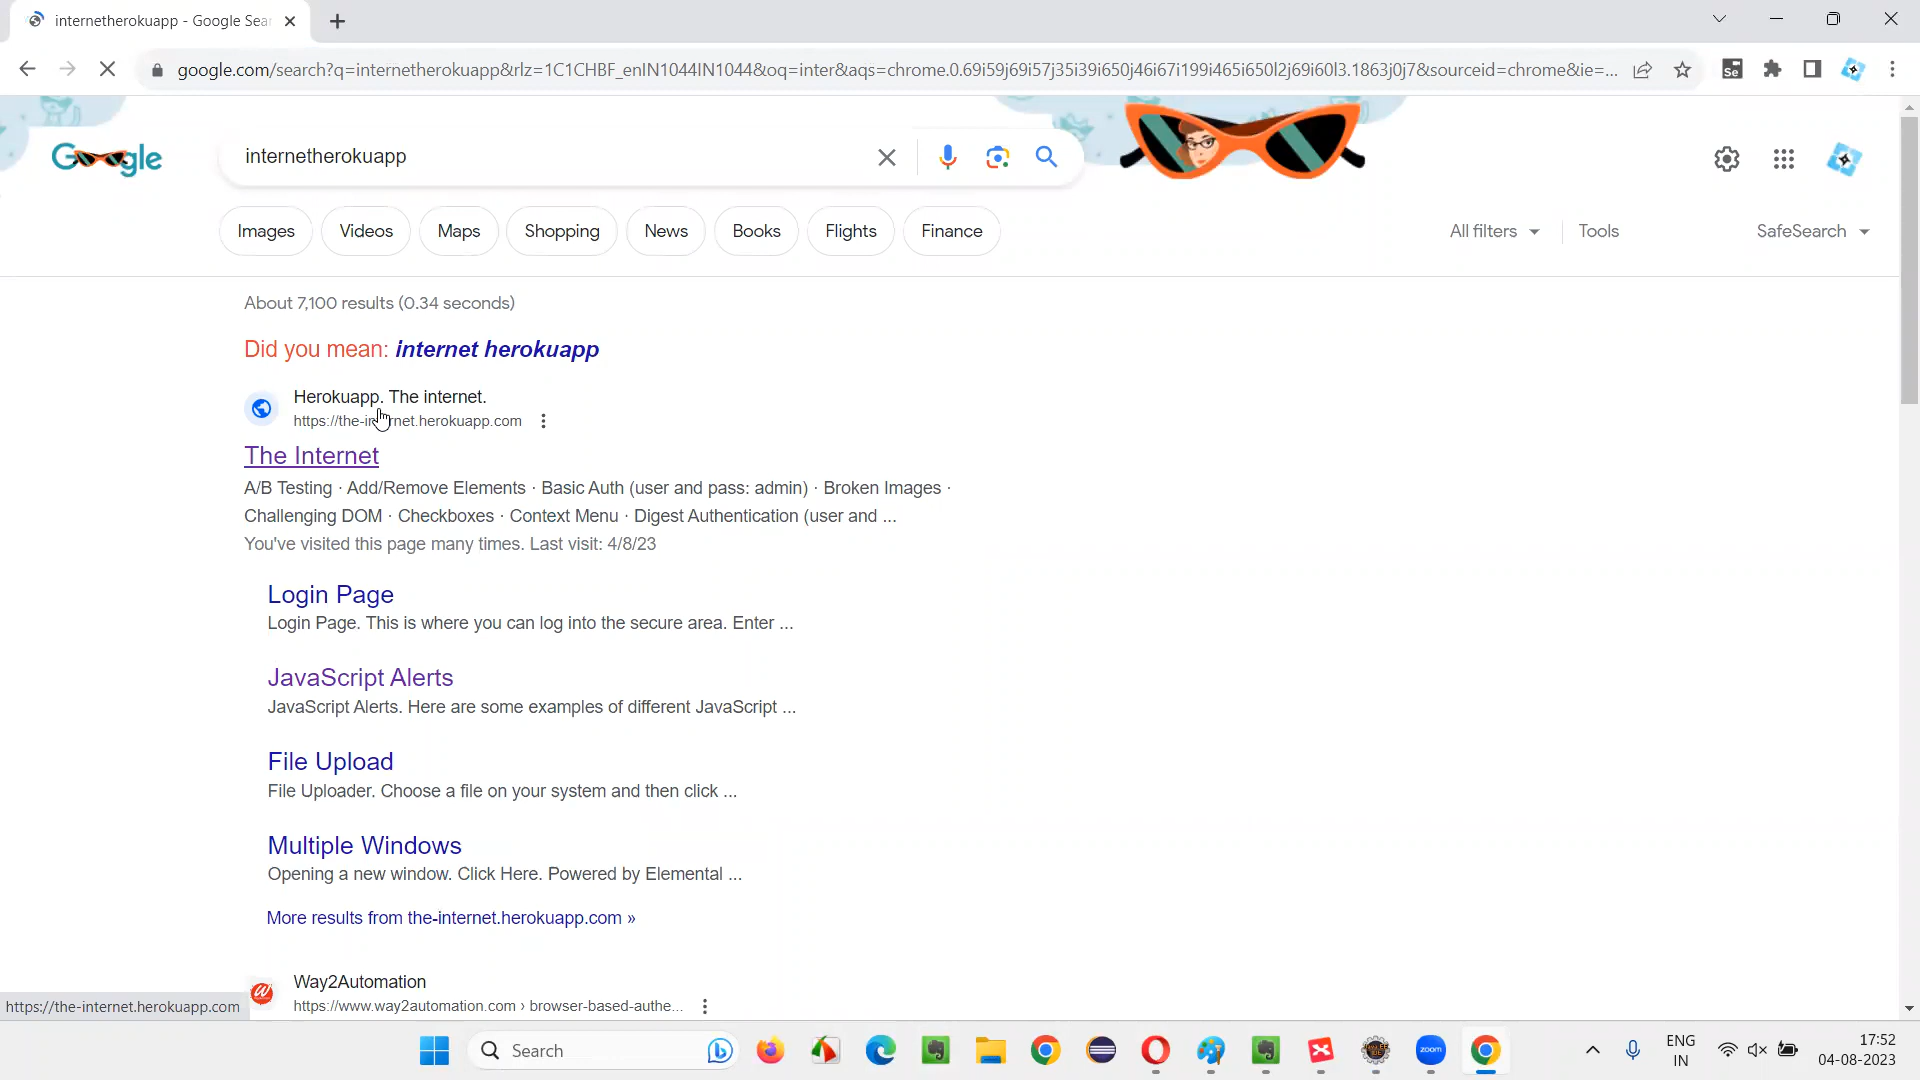 internetherokuapp - Google Sea
google.com/search?q=internetherokuapp&rlz=1C1CHBF_enIN1044IN1044&oq=inter&aqs=chrome.0.69i59j69i57j35i39i650j46i67i199i465i650l2j69i60l3.1863j0j7&sourceid=chrome&ie=...
Google
internetherokuapp
Images Videos Maps Shopping News Books Flights Finance All filters Tools SafeSearch
About 7,100 results (0.34 seconds)
Did you mean: internet herokuapp
Herokuapp. The internet.
https://the-internet.herokuapp.com
The Internet
A/B Testing · Add/Remove Elements · Basic Auth (user and pass: admin) · Broken Images ·
Challenging DOM · Checkboxes · Context Menu · Digest Authentication (user and ...
You've visited this page many times. Last visit: 4/8/23
Login Page
Login Page. This is where you can log into the secure area. Enter ...
JavaScript Alerts
JavaScript Alerts. Here are some examples of different JavaScript ...
File Upload
File Uploader. Choose a file on your system and then click ...
Multiple Windows
Opening a new window. Click Here. Powered by Elemental ...
More results from the-internet.herokuapp.com »
Way2Automation
https://www.way2automation.com › browser-based-authe...
https://the-internet.herokuapp.com
Search
zoom
ENG
IN
17:52
04-08-2023